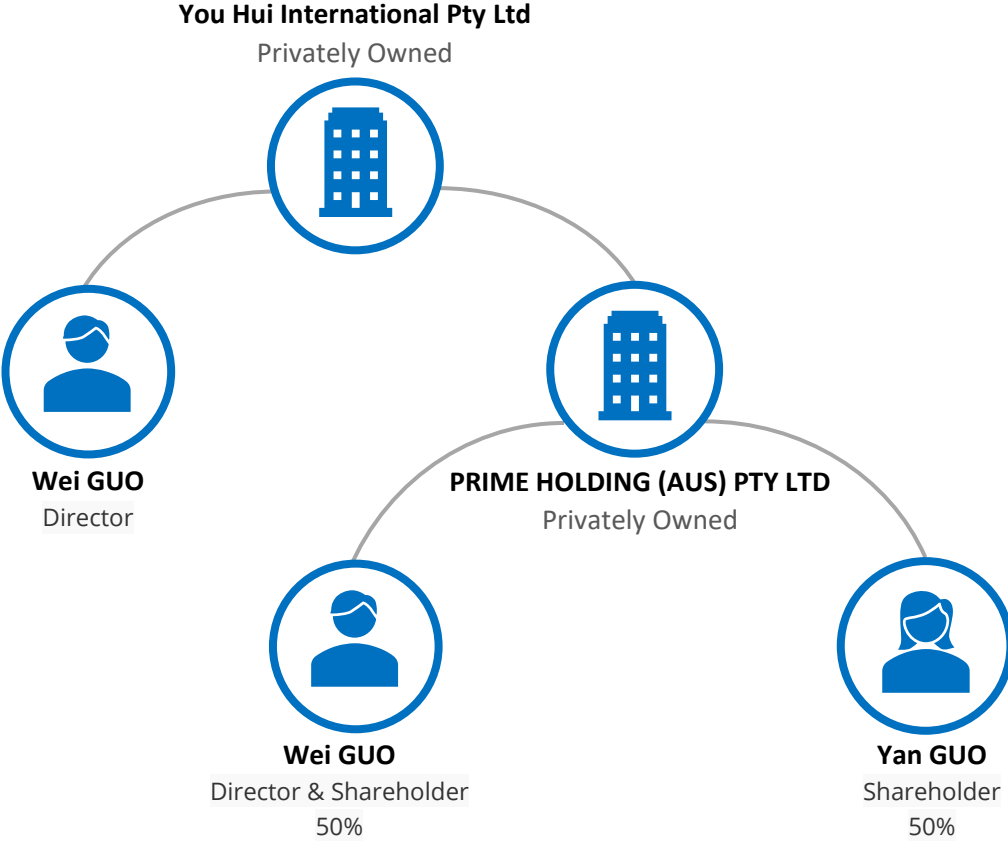 You Hui International Pty Ltd
Privately Owned
Wei GUO
Director
PRIME HOLDING (AUS) PTY LTD
Privately Owned
Wei GUO
Director & Shareholder
50%
Yan GUO
Shareholder
50%